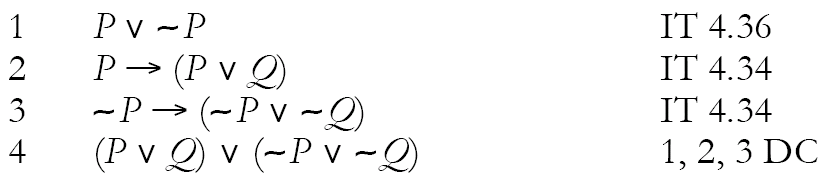 1 P ∨ ~P IT 4.36
2 P → (P ∨ Q) IT 4.34
3 ~P → (~P ∨ ~Q) IT 4.34
4 (P ∨ Q) ∨ (~P ∨ ~Q) 1, 2, 3 DC